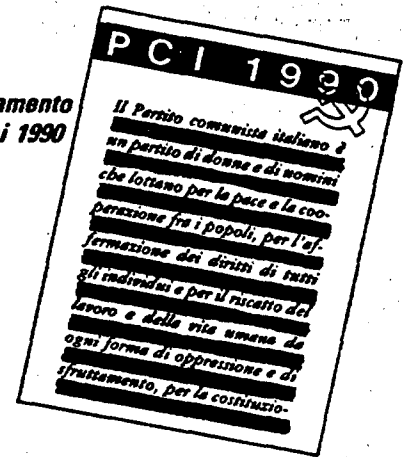 amento
i 1990
PCI 1990
Il Partito comunista italiano è
un partito di donne e di uomini
che lottano per la pace e la coo-
perazione fra i popoli, per l'af-
fermazione dei diritti di tutti
gli individui e per il riscatto del
lavoro e della vita umana da
ogni forma di oppressione e di
sfruttamento, per la costituzio-